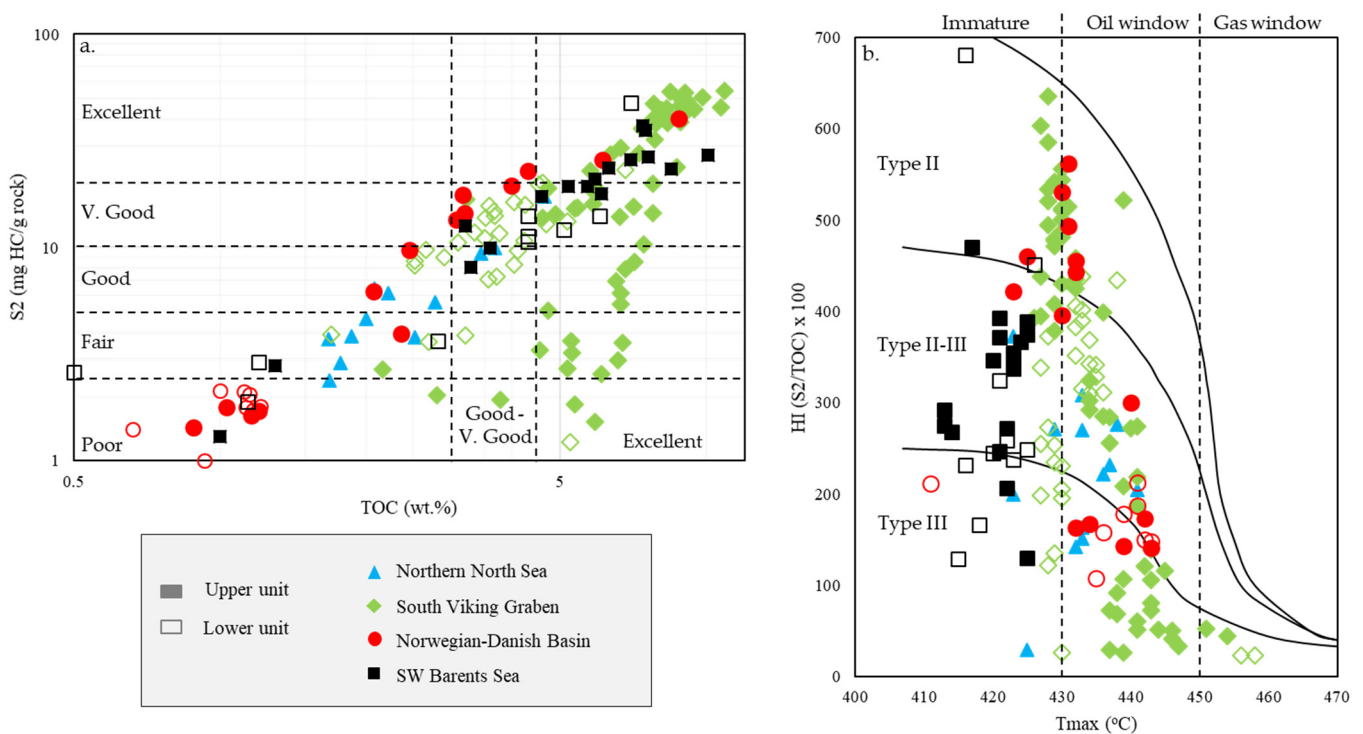 a.
100
10
1
S2 (mg HC/g rock)
Excellent
V. Good
Good
Fair
Poor
Good -
V. Good
Excellent
0.5
5
TOC (wt.%)
Upper unit
Lower unit
Northern North Sea
South Viking Graben
Norwegian-Danish Basin
SW Barents Sea
Immature
Oil window
Gas window
b.
700
600
500
400
300
200
100
0
HI (S2/TOC) x 100
Type II
Type II-III
Type III
400
410
420
430
440
450
460
470
Tmax (°C)